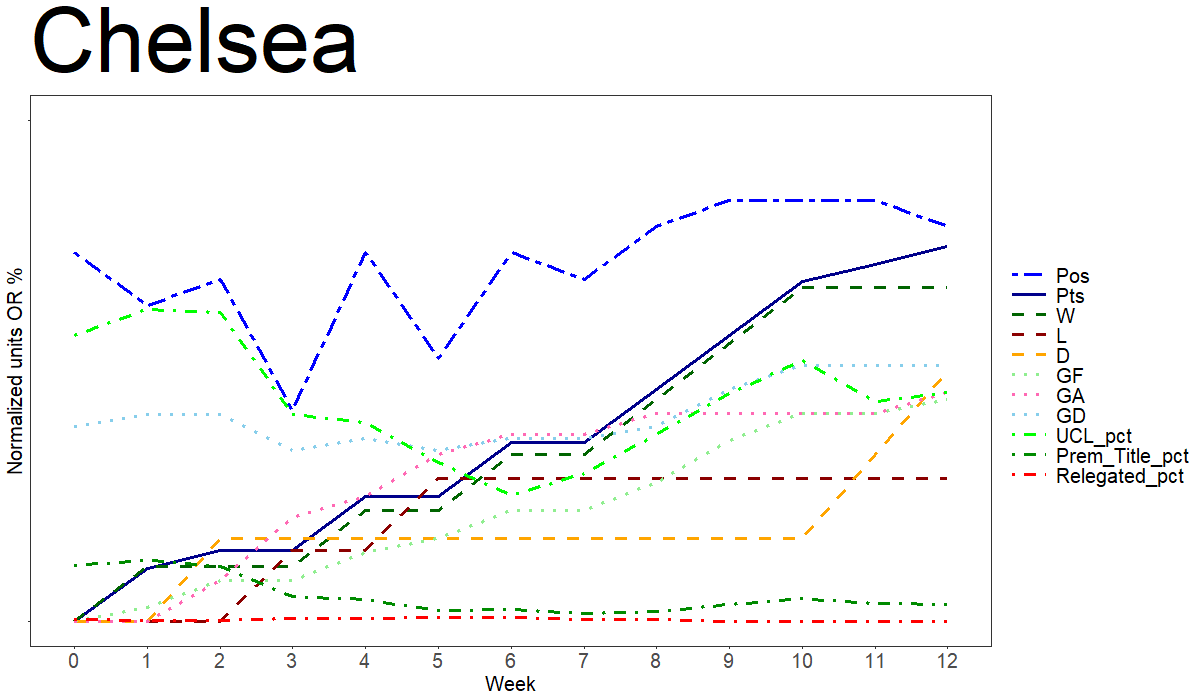 Chelsea
Normalized units OR %
0 1 2 3 4 5 6 7 8 9 10 11 12
Week
Pos
Pts
W
L
D
GF
GA
GD
UCL_pct
Prem_Title_pct
Relegated_pct